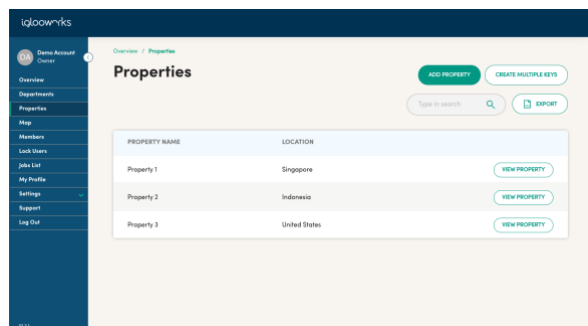 iglooworks
DA
Demo Account
Owner
Overview
Departments
Properties
Map
Members
Lock Users
Jobs List
My Profile
Settings
Support
Log Out
Overview / Properties
Properties
ADD PROPERTY
CREATE MULTIPLE KEYS
Type in search
EXPORT
PROPERTY NAME LOCATION
Property 1 Singapore VIEW PROPERTY
Property 2 Indonesia VIEW PROPERTY
Property 3 United States VIEW PROPERTY